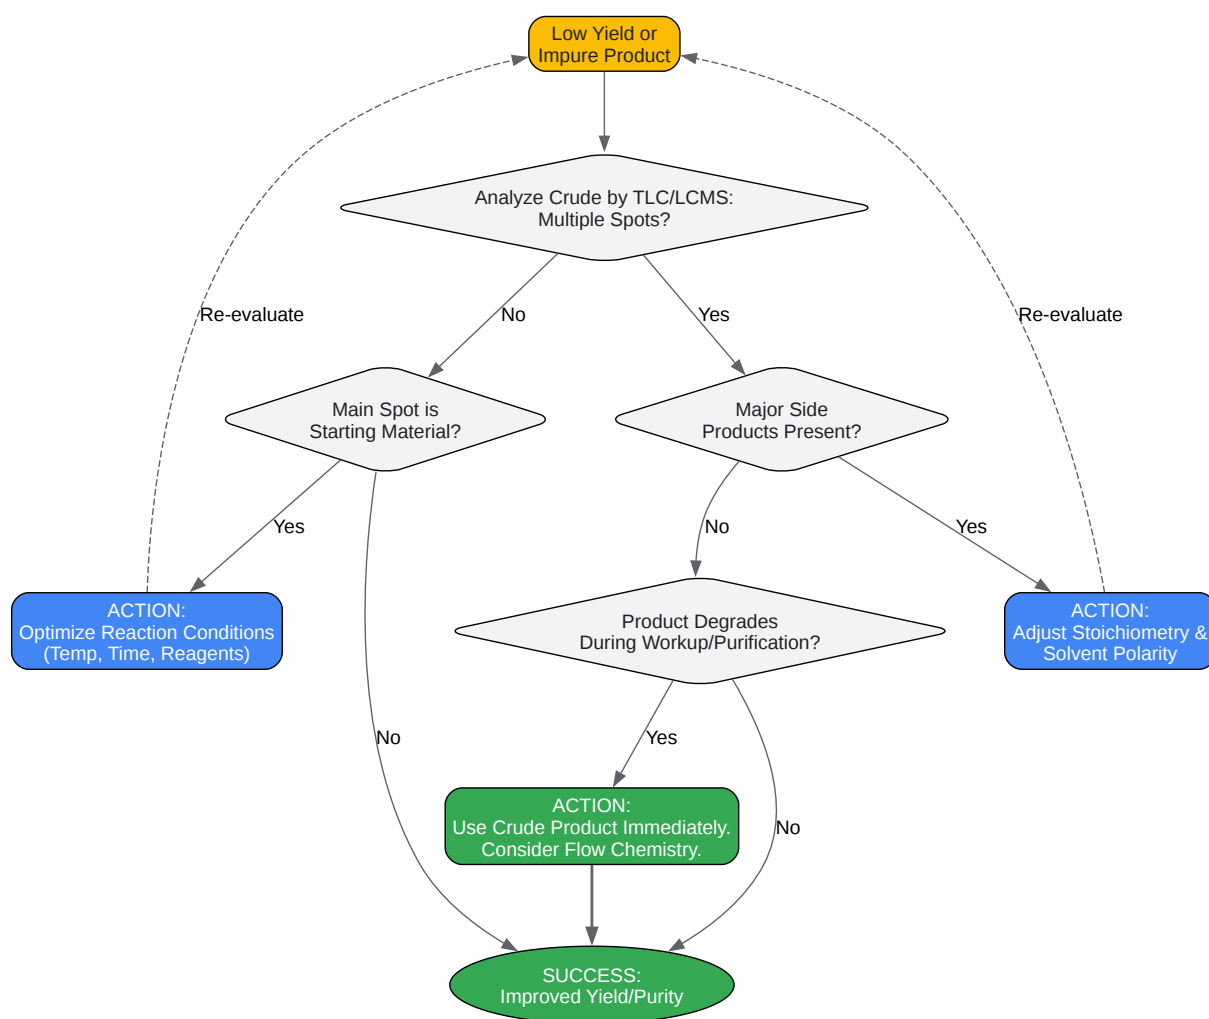 Low Yield or
Impure Product
Analyze Crude by TLC/LCMS:
Multiple Spots?
Re-evaluate
No
Yes
Re-evaluate
Main Spot is
Starting Material?
Major Side
Products Present?
Yes
No
Yes
ACTION:
Optimize Reaction Conditions
(Temp, Time, Reagents)
Product Degrades
During Workup/Purification?
ACTION:
Adjust Stoichiometry &
Solvent Polarity
No
Yes
ACTION:
Use Crude Product Immediately.
Consider Flow Chemistry.
No
SUCCESS:
Improved Yield/Purity